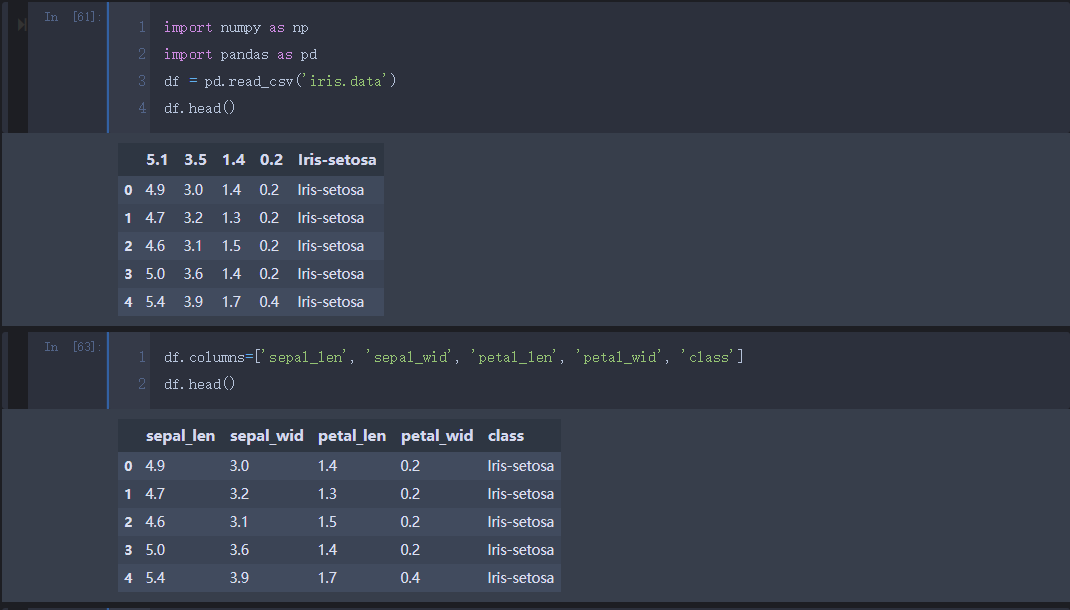 In [61]:
1 import numpy as np
2 import pandas as pd
3 df = pd.read_csv('iris.data')
4 df.head()
5.1 3.5 1.4 0.2 Iris-setosa
0 4.9 3.0 1.4 0.2 Iris-setosa
1 4.7 3.2 1.3 0.2 Iris-setosa
2 4.6 3.1 1.5 0.2 Iris-setosa
3 5.0 3.6 1.4 0.2 Iris-setosa
4 5.4 3.9 1.7 0.4 Iris-setosa
In [63]:
1 df.columns=['sepal_len', 'sepal_wid', 'petal_len', 'petal_wid', 'class']
2 df.head()
sepal_len sepal_wid petal_len petal_wid class
0 4.9 3.0 1.4 0.2 Iris-setosa
1 4.7 3.2 1.3 0.2 Iris-setosa
2 4.6 3.1 1.5 0.2 Iris-setosa
3 5.0 3.6 1.4 0.2 Iris-setosa
4 5.4 3.9 1.7 0.4 Iris-setosa